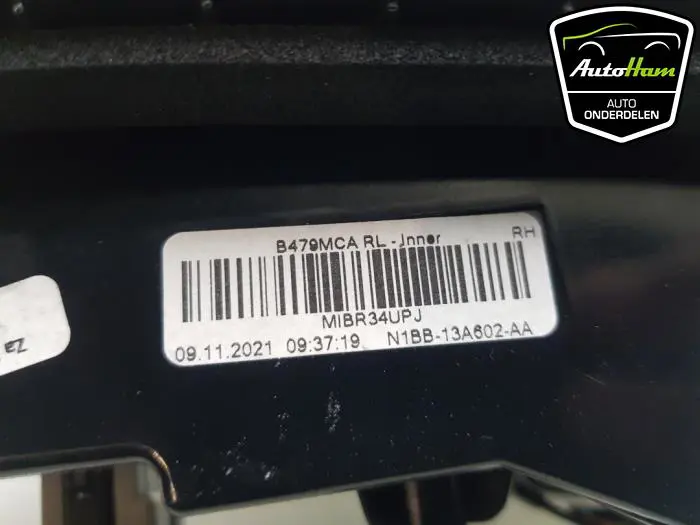 AutoHam
AUTO
ONDERDELEN
B479MCA RL - Inner RH
MIBR34UPJ
09.11.2021 09:37:19 N1BB-13A602-AA